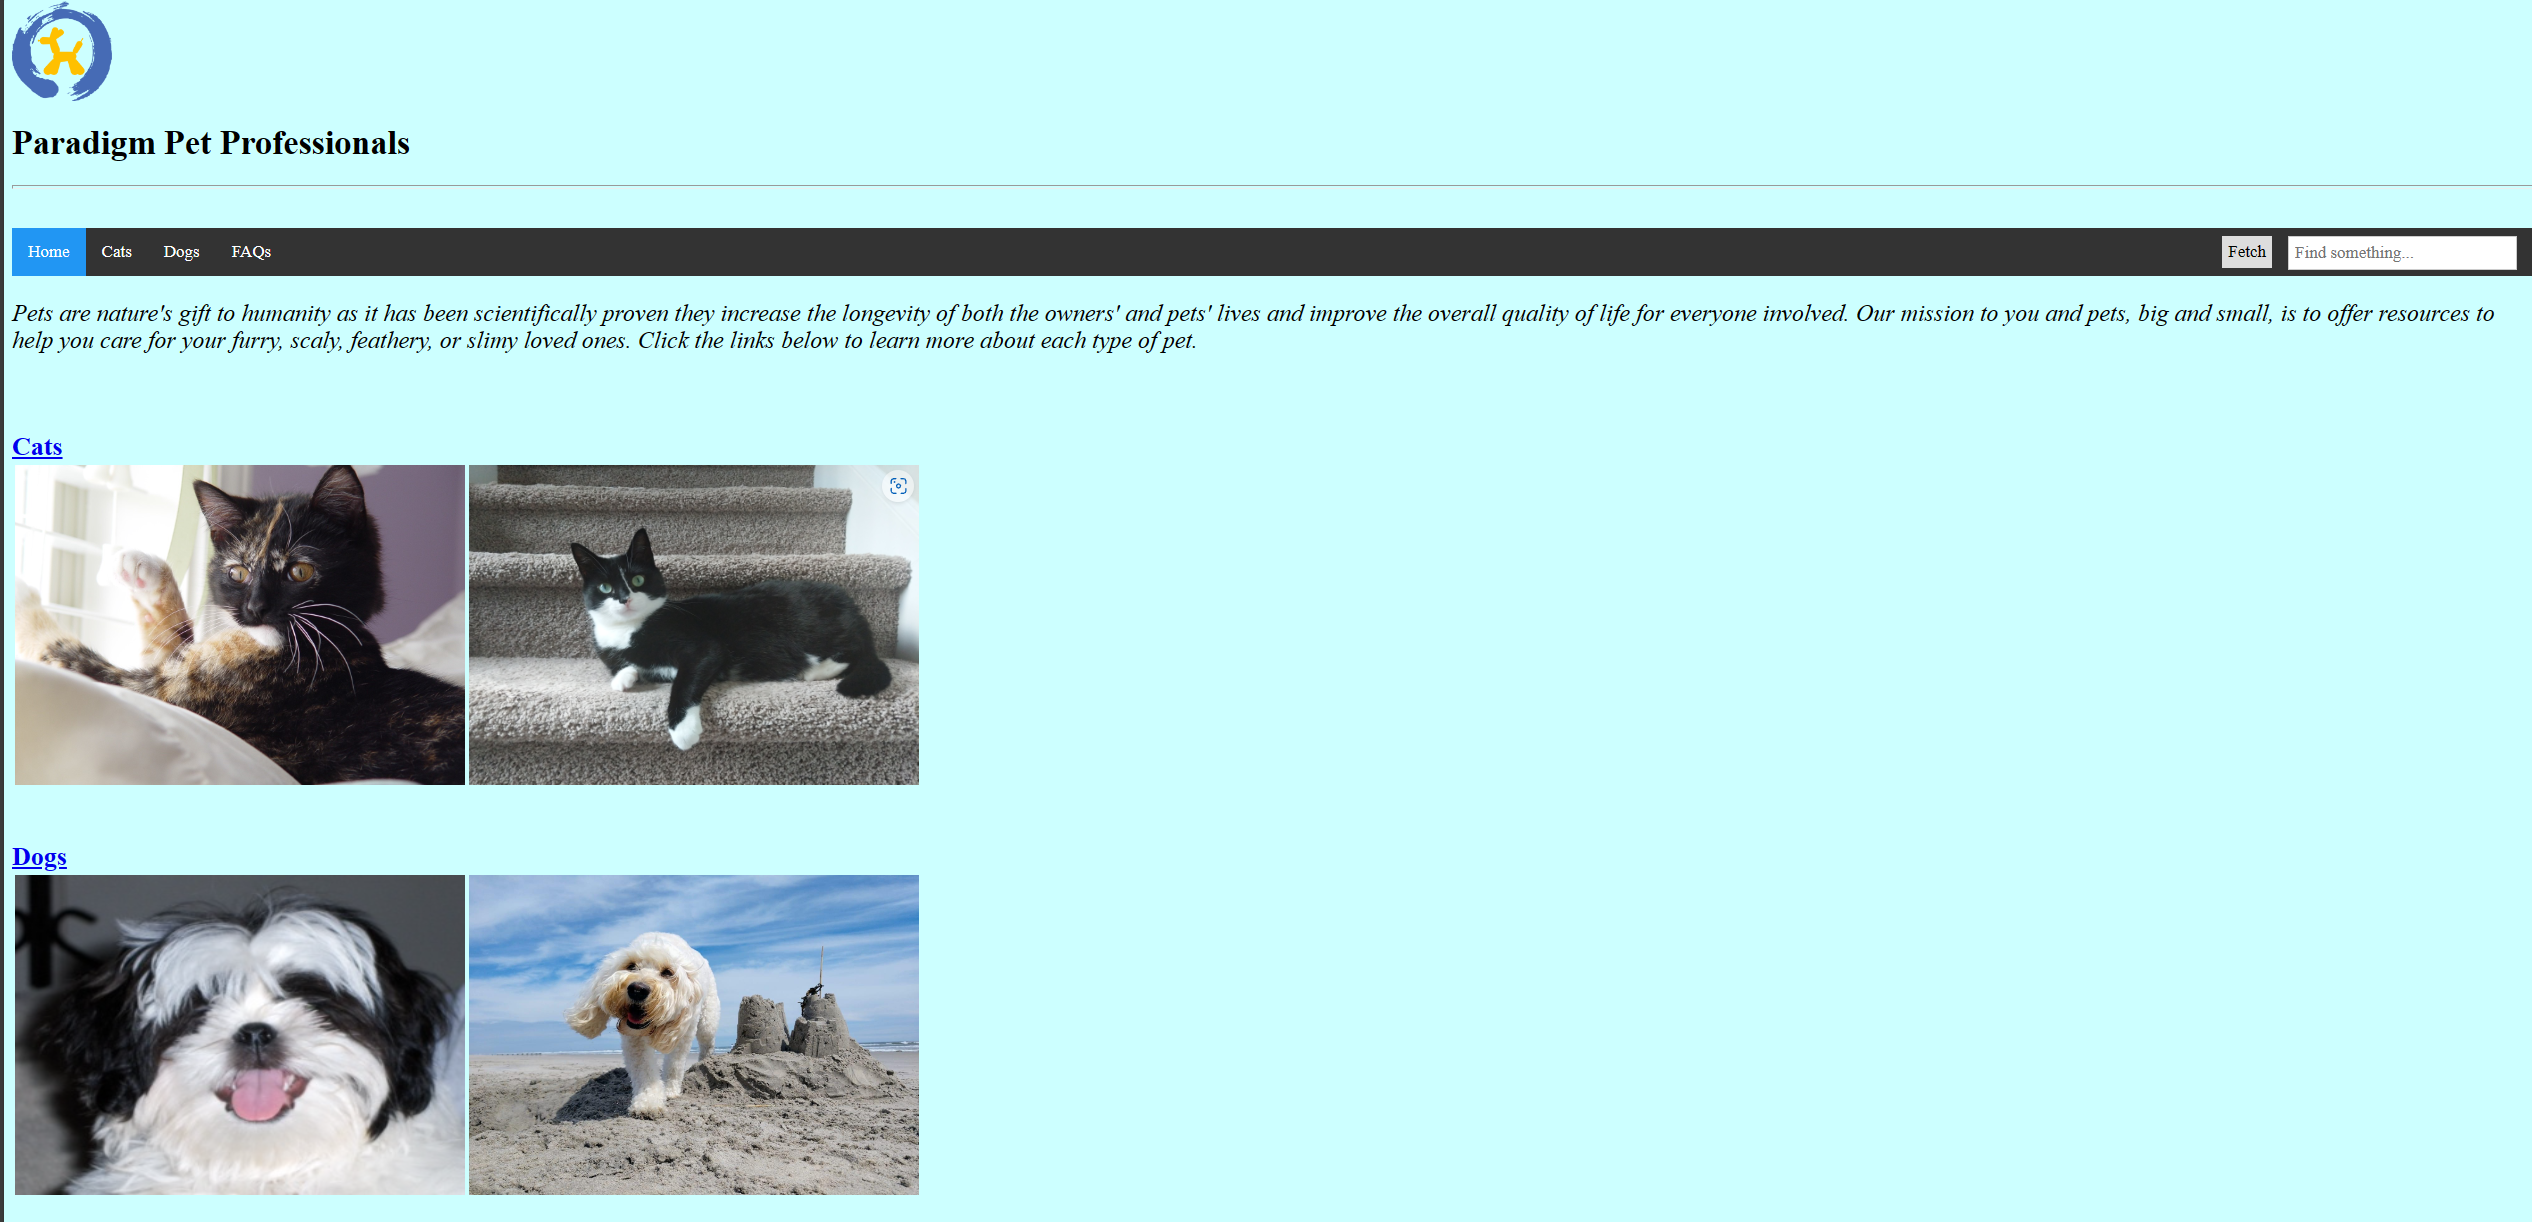 Paradigm Pet Professionals
Home Cats Dogs FAQs Fetch Find something...
Pets are nature's gift to humanity as it has been scientifically proven they increase the longevity of both the owners' and pets' lives and improve the overall quality of life for everyone involved. Our mission to you and pets, big and small, is to offer resources to
help you care for your furry, scaly, feathery, or slimy loved ones. Click the links below to learn more about each type of pet.
Cats
Dogs